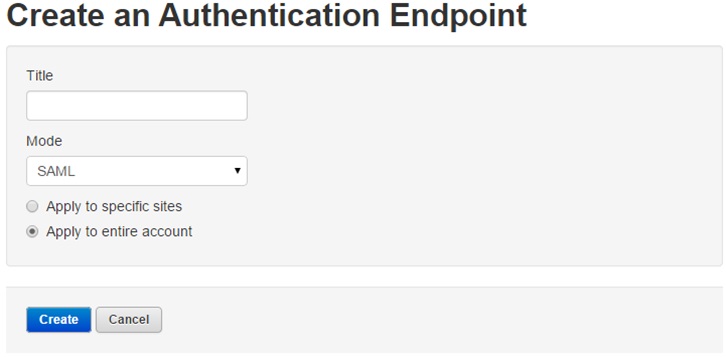 Create an Authentication Endpoint
Title
Mode
SAML
Apply to specific sites
Apply to entire account
Create Cancel